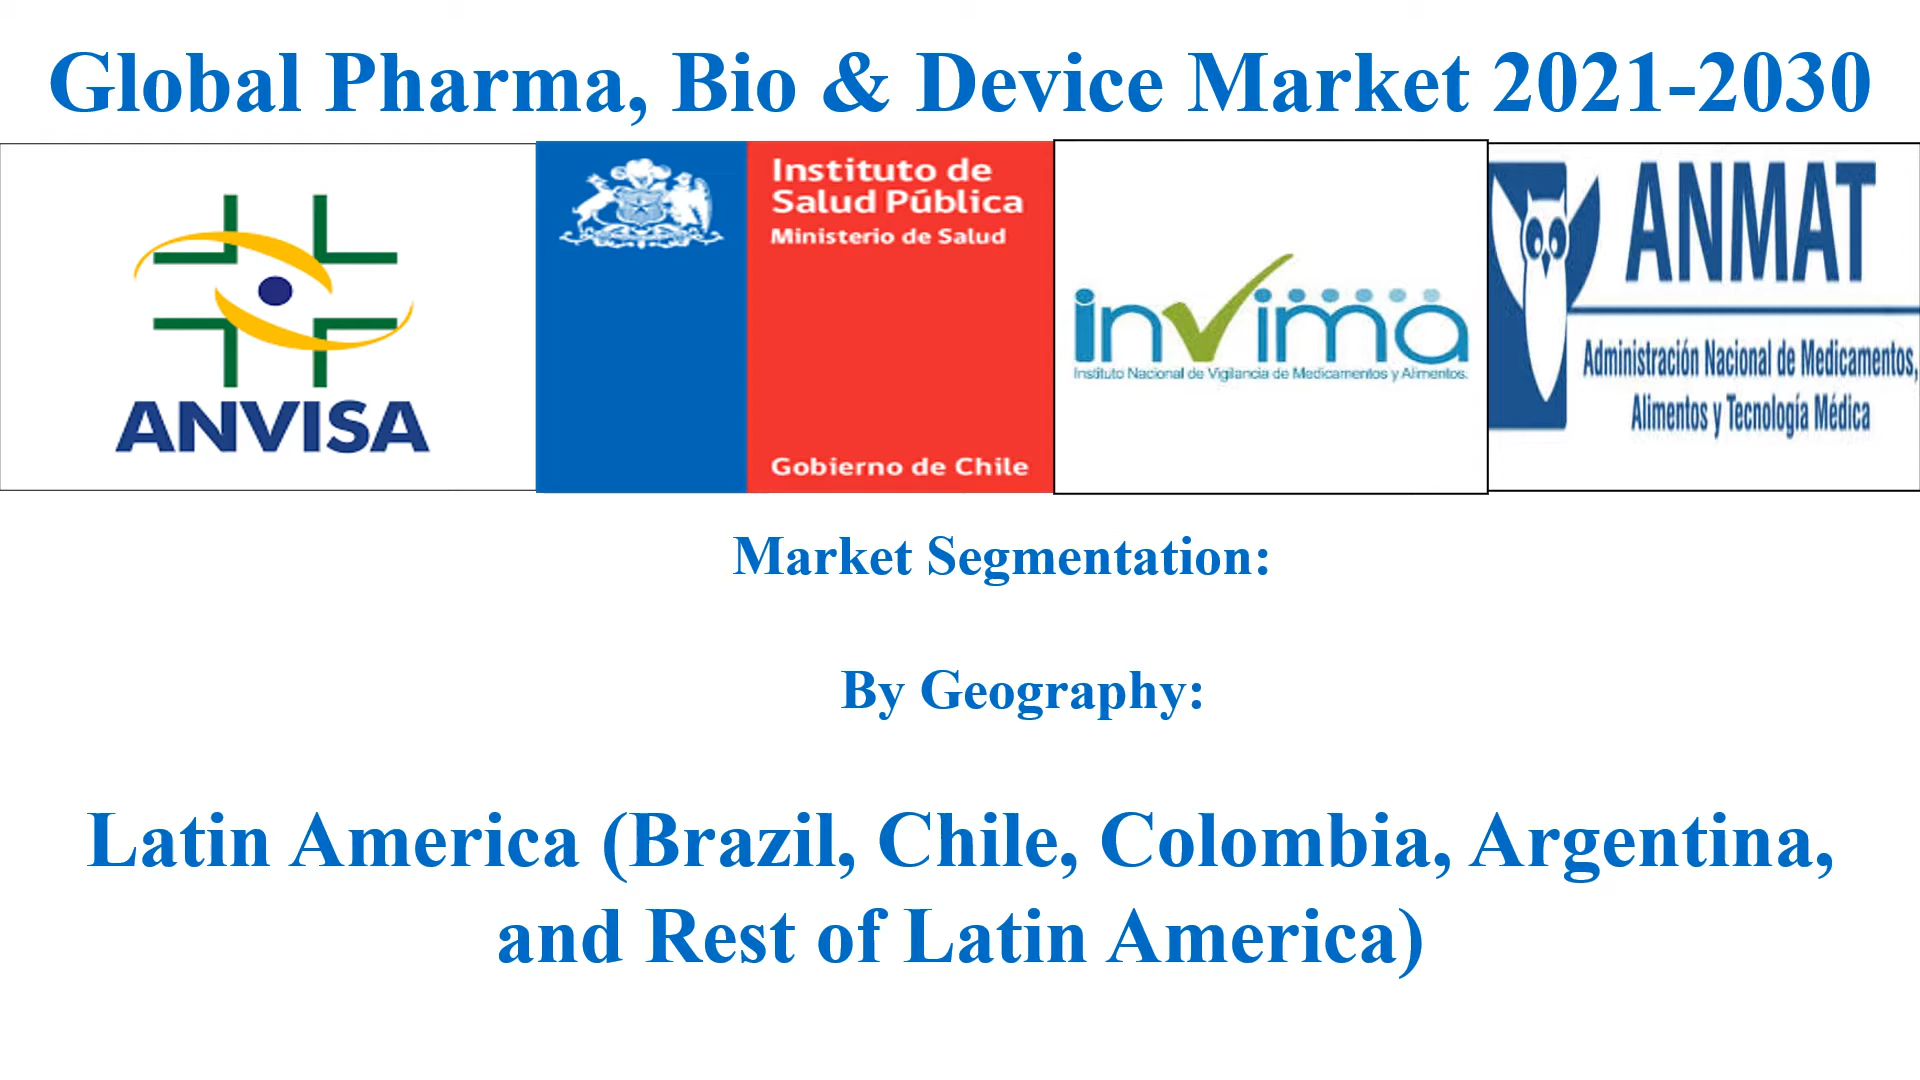 Global Pharma, Bio & Device Market 2021-2030
ANVISA
Instituto de
Salud Pública
Ministerio de Salud
Gobierno de Chile
invima
Instituto Nacional de Vigilancia de Medicamentos y Alimentos.
ANMAT
Administración Nacional de Medicamentos,
Alimentos y Tecnología Médica
Market Segmentation:
By Geography:
Latin America (Brazil, Chile, Colombia, Argentina,
and Rest of Latin America)